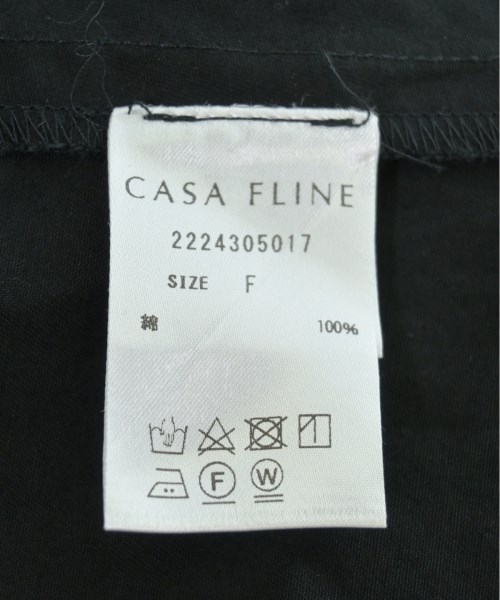 CASA FLINE
2224305017
SIZE F
綿 100%
F W